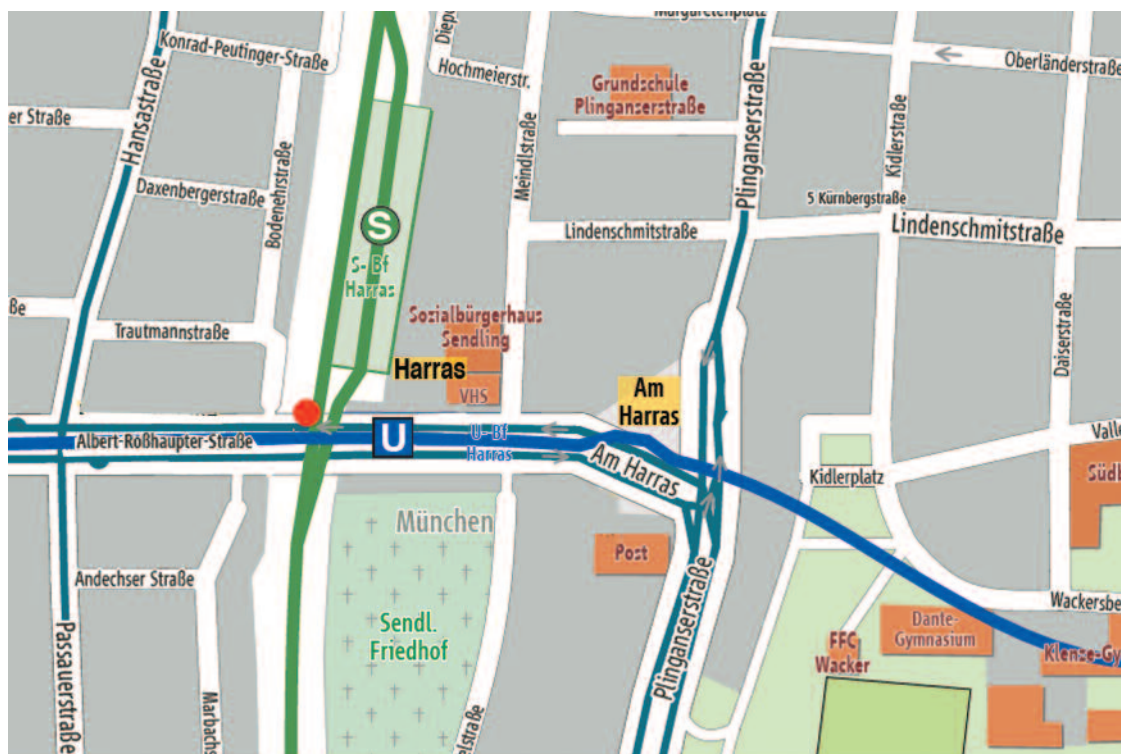 Margaretenplatz
Konrad-Peutinger-Straße
Hochmeierstr.
Oberländerstraße
Hansastraße
Grundschule
Plinganserstraße
Plinganserstraße
Kidlerstraße
er Straße
Meindlstraße
Bodenehrstraße
Daxenbergerstraße
5 Kürnbergstraße
S
Lindenschmitstraße
Lindenschmitstraße
S-Bf
Harras
ße
Trautmannstraße
Sozialbürgerhaus
Sendling
Daiserstraße
Harras
VHS
Am
Harras
Albert-Roßhaupter-Straße
U
U-Bf
Harras
Am Harras
Kidlerplatz
München
Post
Andechser Straße
Passauerstraße
Sendl.
Friedhof
Plinganserstraße
Dante-
Gymnasium
FFC
Wacker